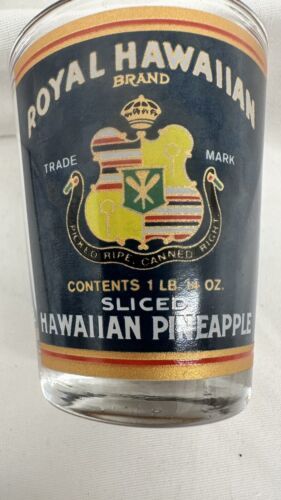 ROYAL HAWAIIAN
BRAND
TRADE MARK
PICKED RIPE, CANNED RIGHT
CONTENTS 1 LB. 14 OZ.
SLICED
HAWAIIAN PINEAPPLE